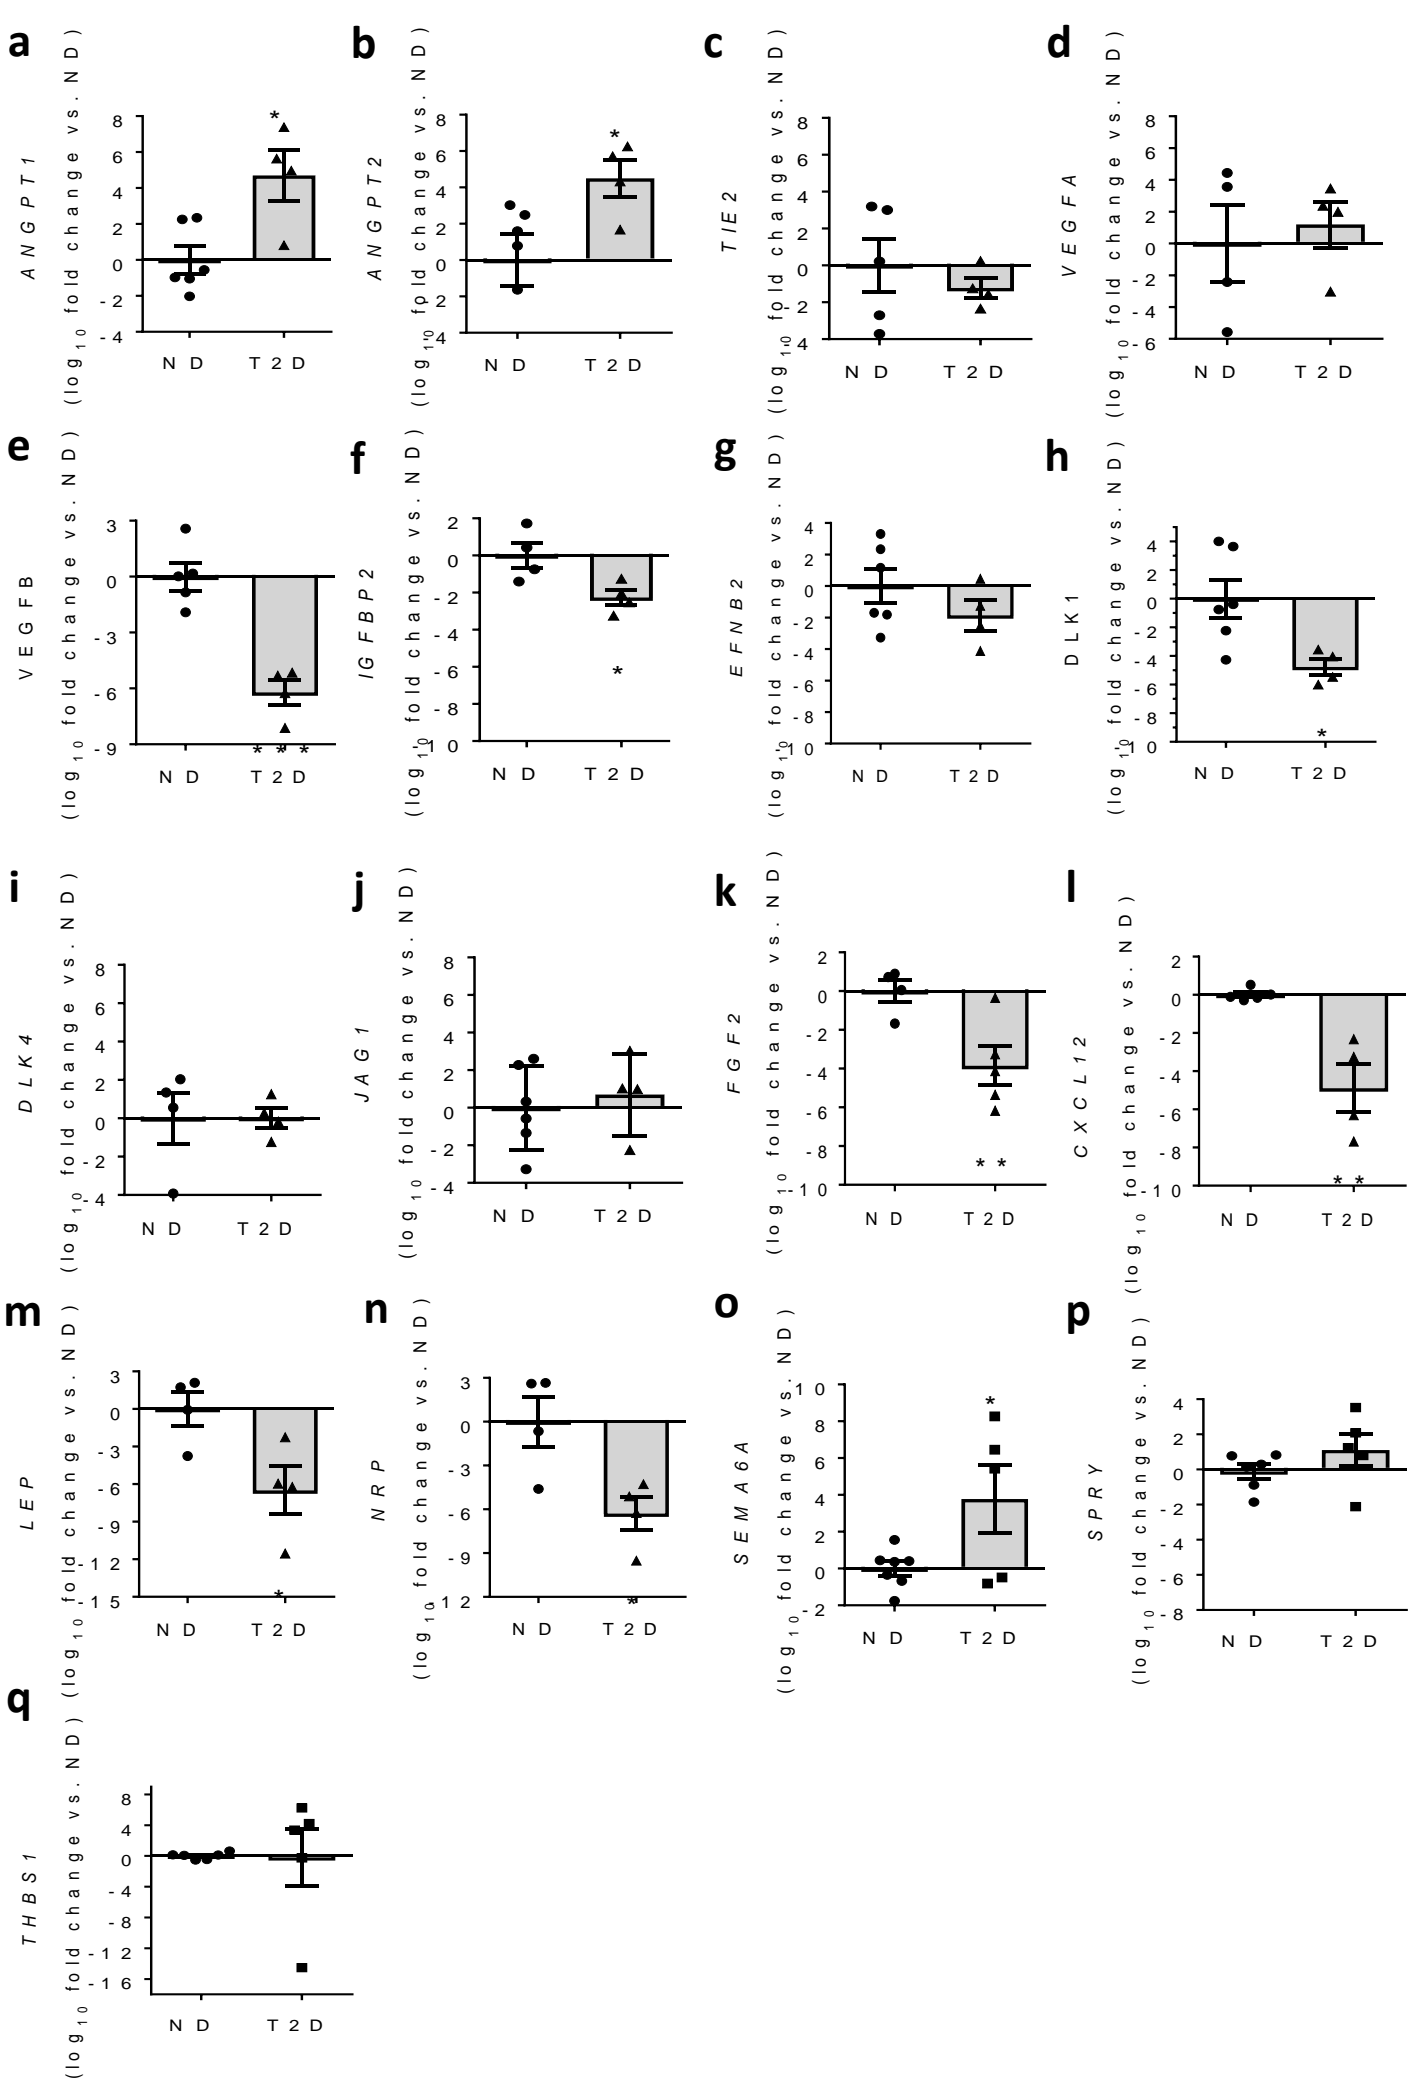 a
ANGPT1
(log10 fold change vs. ND)
8
6
4
2
0
-2
-4
*
ND
T2D
b
ANGPT2
(log10 fold change vs. ND)
8
6
4
2
0
-2
-4
*
ND
T2D
c
TIE2
(log10 fold change vs. ND)
8
6
4
2
0
-2
-4
ND
T2D
d
VEGFA
(log10 fold change vs. ND)
8
6
4
2
0
-2
-4
-6
ND
T2D
e
VEGFB
(log10 fold change vs. ND)
3
0
-3
-6
-9
***
ND
T2D
f
IGFBP2
(log10 fold change vs. ND)
2
0
-2
-4
-6
-8
-10
*
ND
T2D
g
EFNB2
(log10 fold change vs. ND)
4
2
0
-2
-4
-6
-8
-10
ND
T2D
h
DLK1
(log10 fold change vs. ND)
4
2
0
-2
-4
-6
-8
-10
*
ND
T2D
i
DLK4
(log10 fold change vs. ND)
8
6
4
2
0
-2
-4
ND
T2D
j
JAG1
(log10 fold change vs. ND)
8
6
4
2
0
-2
-4
ND
T2D
k
FGF2
(log10 fold change vs. ND)
2
0
-2
-4
-6
-8
-10
**
ND
T2D
l
CXCL12
(log10 fold change vs. ND)
2
0
-2
-4
-6
-8
-10
**
ND
T2D
m
LEP
(log10 fold change vs. ND)
3
0
-3
-6
-9
-12
-15
*
ND
T2D
n
NRP
(log10 fold change vs. ND)
3
0
-3
-6
-9
-12
*
ND
T2D
o
SEMA6A
(log10 fold change vs. ND)
10
8
6
4
2
0
-2
*
ND
T2D
p
SPRY
(log10 fold change vs. ND)
4
2
0
-2
-4
-6
-8
ND
T2D
q
THBS1
(log10 fold change vs. ND)
8
4
0
-4
-8
-12
-16
ND
T2D